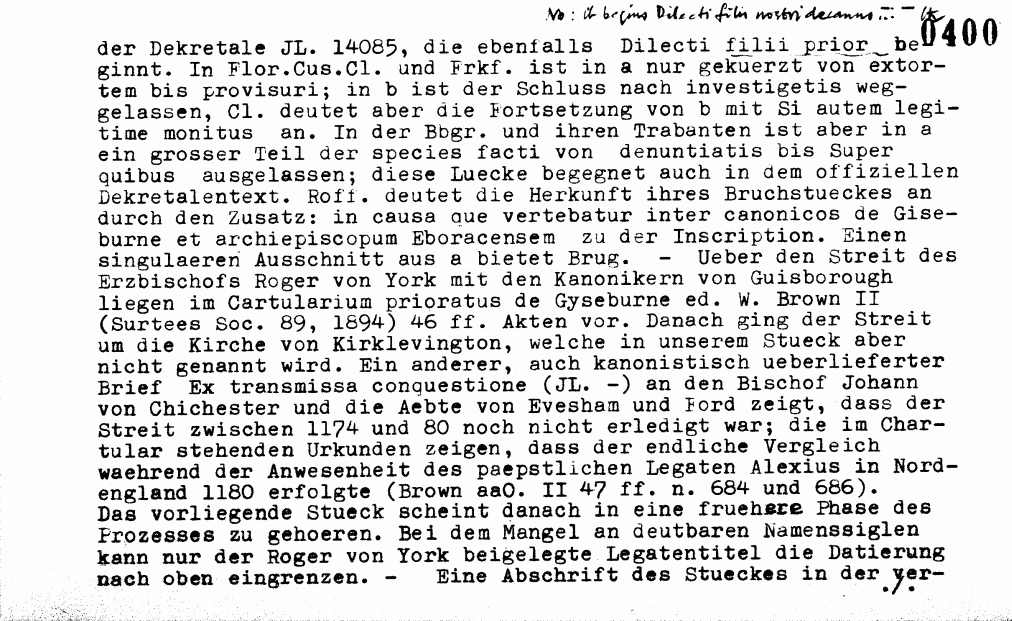 No: it begins Dilecti filii nostri decanus ... —
0400
der Dekretale JL. 14085, die ebenfalls Dilecti filii prior be-
ginnt. In Flor.Cus.Cl. und Frkf. ist in a nur gekuerzt von extor-
tem bis provisuri; in b ist der Schluss nach investigetis weg-
gelassen, Cl. deutet aber die Fortsetzung von b mit Si autem legi-
time monitus an. In der Bbgr. und ihren Trabanten ist aber in a
ein grosser Teil der species facti von denuntiatis bis Super
quibus ausgelassen; diese Luecke begegnet auch in dem offiziellen
Dekretalentext. Roff. deutet die Herkunft ihres Bruchstueckes an
durch den Zusatz: in causa que vertebatur inter canonicos de Gise-
burne et archiepiscopum Eboracensem zu der Inscription. Einen
singulaeren Ausschnitt aus a bietet Brug. - Ueber den Streit des
Erzbischofs Roger von York mit den Kanonikern von Guisborough
liegen im Cartularium prioratus de Gyseburne ed. W. Brown II
(Surtees Soc. 89, 1894) 46 ff. Akten vor. Danach ging der Streit
um die Kirche von Kirklevington, welche in unserem Stueck aber
nicht genannt wird. Ein anderer, auch kanonistisch ueberlieferter
Brief Ex transmissa conquestione (JL. -) an den Bischof Johann
von Chichester und die Aebte von Evesham und Ford zeigt, dass der
Streit zwischen 1174 und 80 noch nicht erledigt war; die im Char-
tular stehenden Urkunden zeigen, dass der endliche Vergleich
waehrend der Anwesenheit des paepstlichen Legaten Alexius in Nord-
england 1180 erfolgte (Brown aaO. II 47 ff. n. 684 und 686).
Das vorliegende Stueck scheint danach in eine fruehere Phase des
Prozesses zu gehoeren. Bei dem Mangel an deutbaren Namenssiglen
kann nur der Roger von York beigelegte Legatentitel die Datierung
nach oben eingrenzen. - Eine Abschrift des Stueckes in der ver-
./.